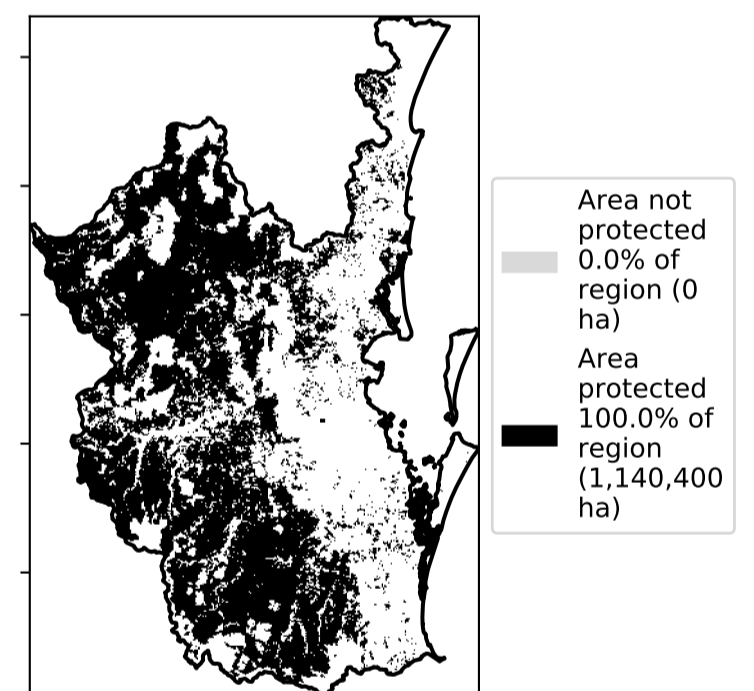 Area not
protected
0.0% of
region (0
ha)
Area
protected
100.0% of
region
(1,140,400
ha)